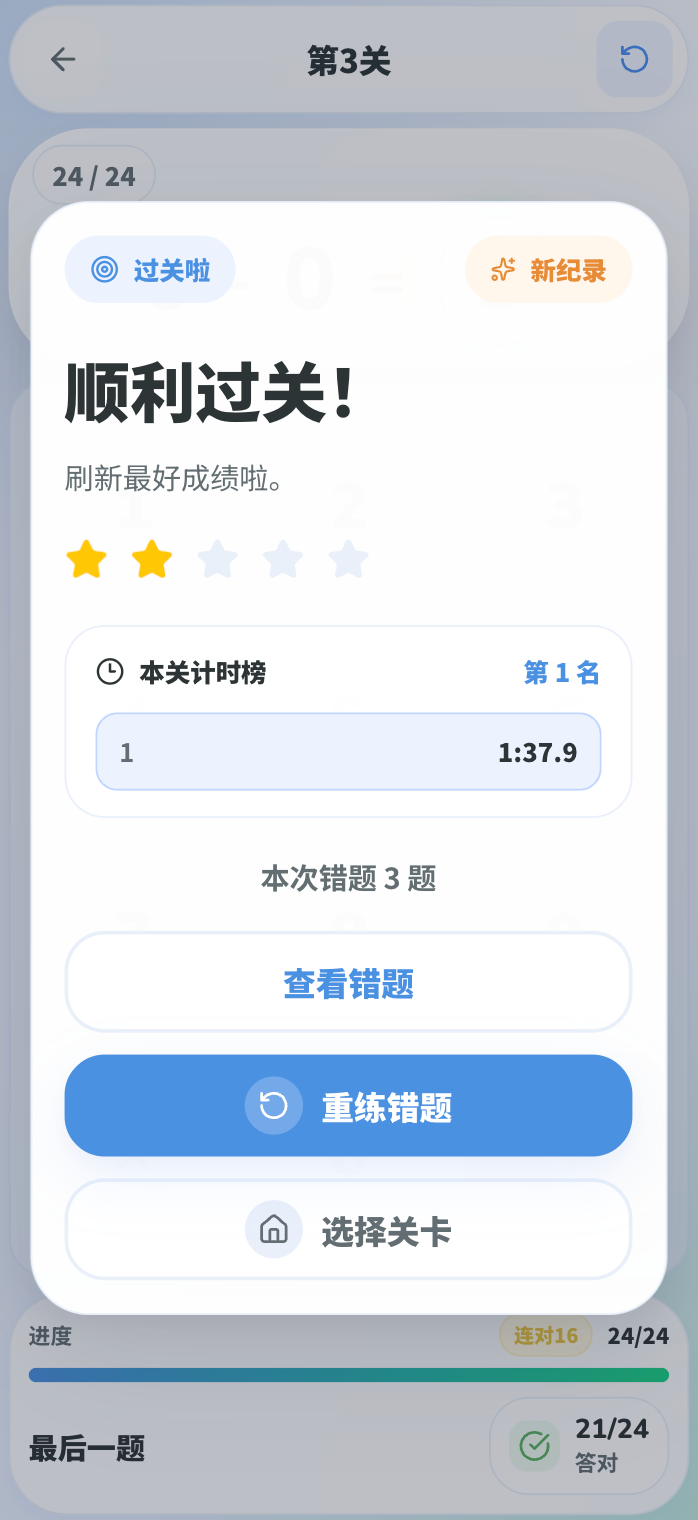 第3关
24 / 24
过关啦
新纪录
顺利过关！
刷新最好成绩啦。
本关计时榜
第 1 名
1
1:37.9
本次错题 3 题
查看错题
重练错题
选择关卡
进度
连对16
24/24
最后一题
21/24
答对